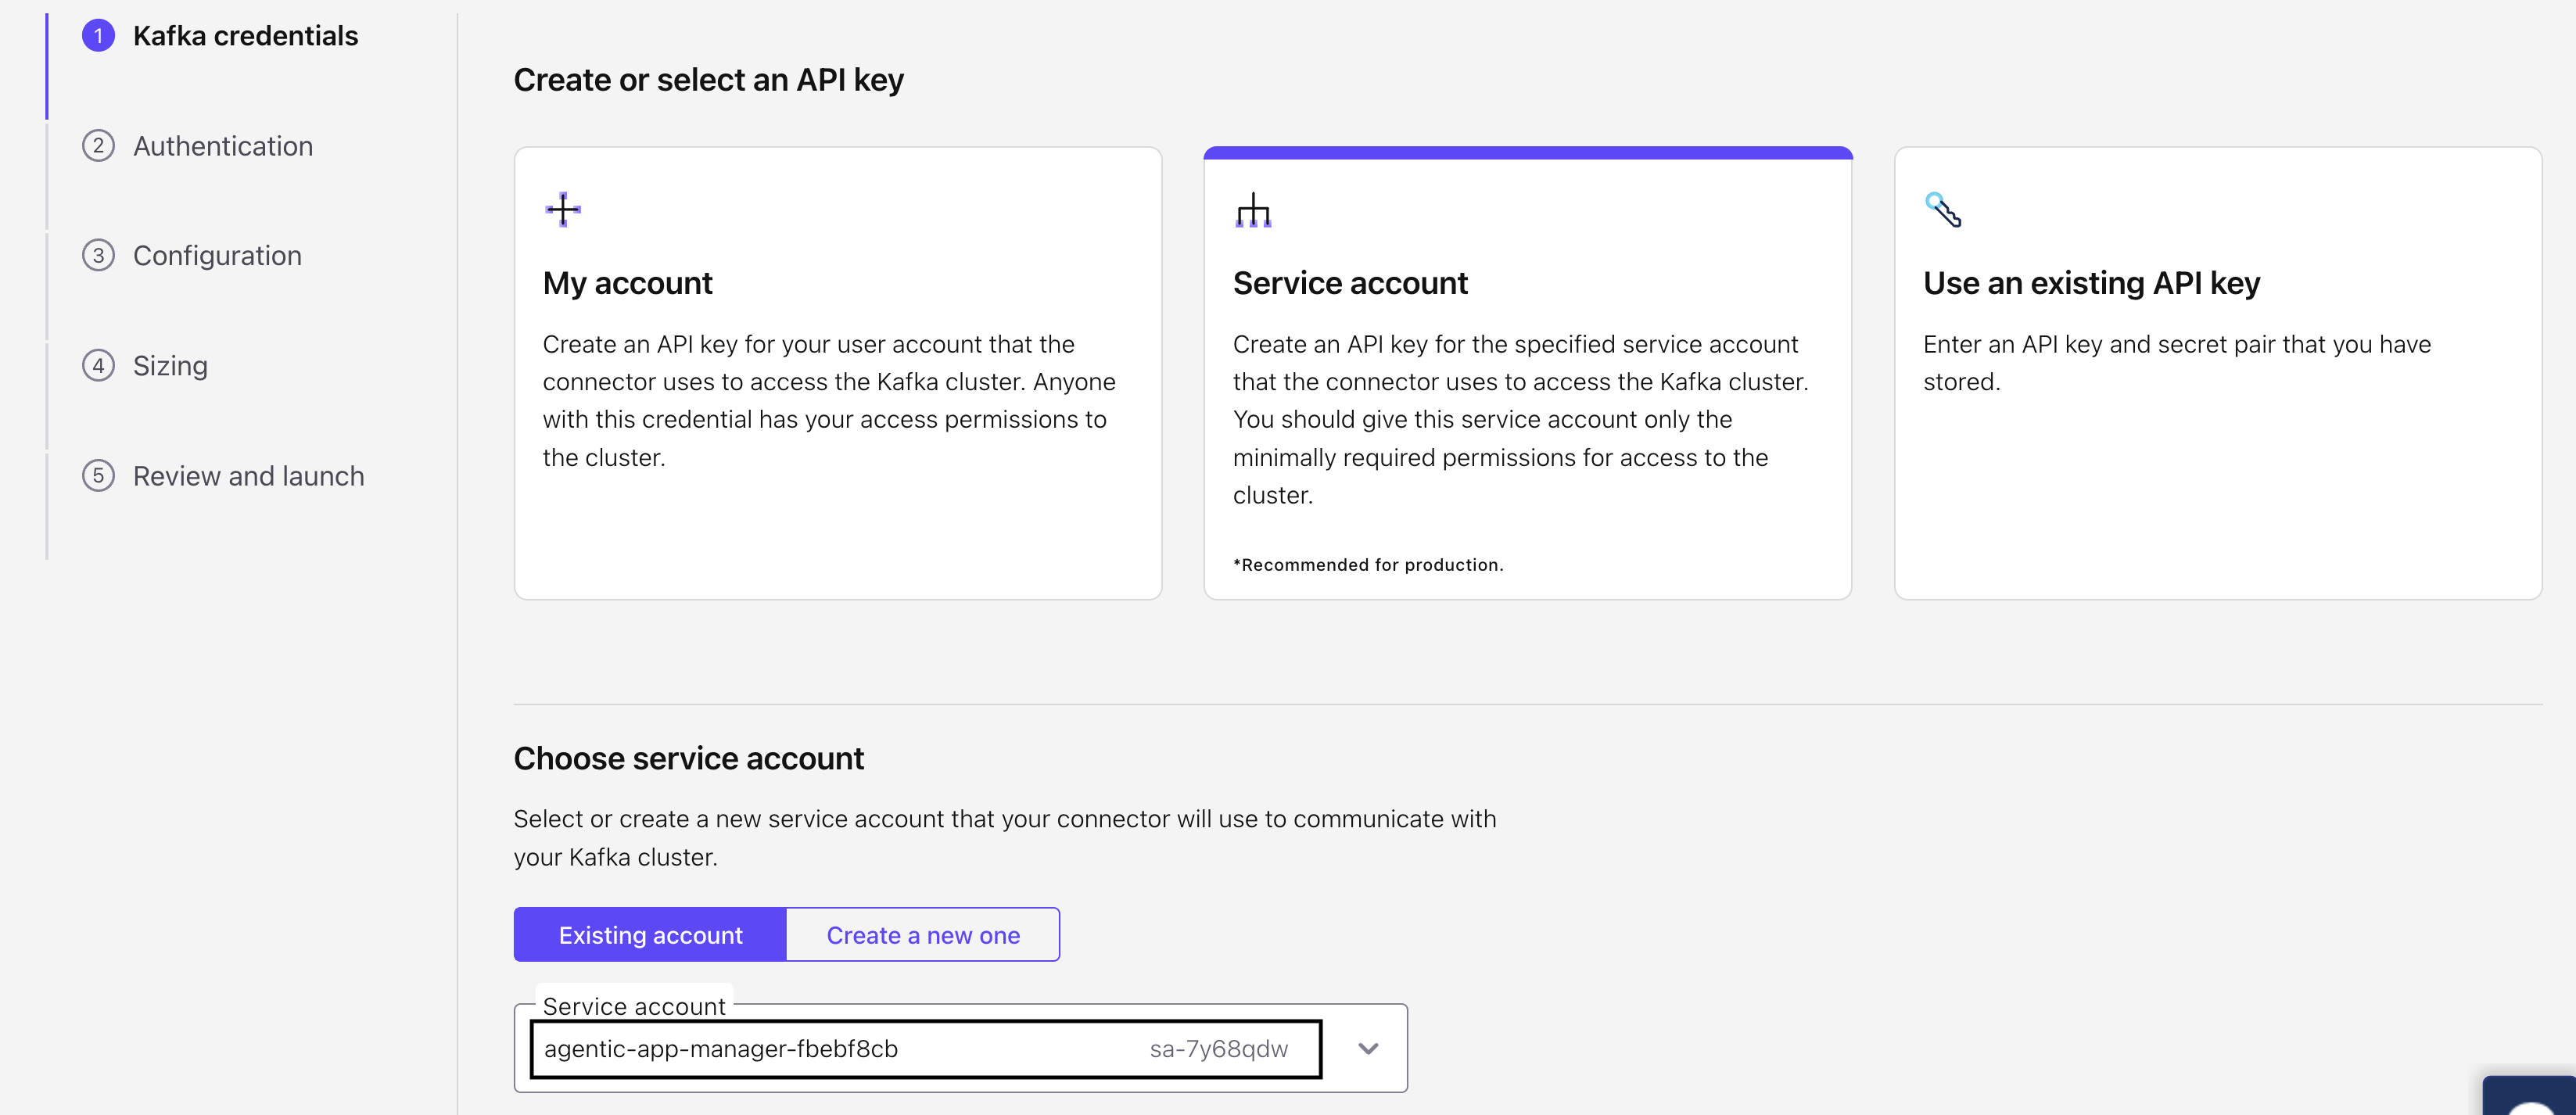 1 Kafka credentials
2 Authentication
3 Configuration
4 Sizing
5 Review and launch
Create or select an API key
My account
Create an API key for your user account that the
connector uses to access the Kafka cluster. Anyone
with this credential has your access permissions to
the cluster.
Service account
Create an API key for the specified service account
that the connector uses to access the Kafka cluster.
You should give this service account only the
minimally required permissions for access to the
cluster.
*Recommended for production.
Use an existing API key
Enter an API key and secret pair that you have
stored.
Choose service account
Select or create a new service account that your connector will use to communicate with
your Kafka cluster.
Existing account Create a new one
Service account
agentic-app-manager-fbebf8cb sa-7y68qdw